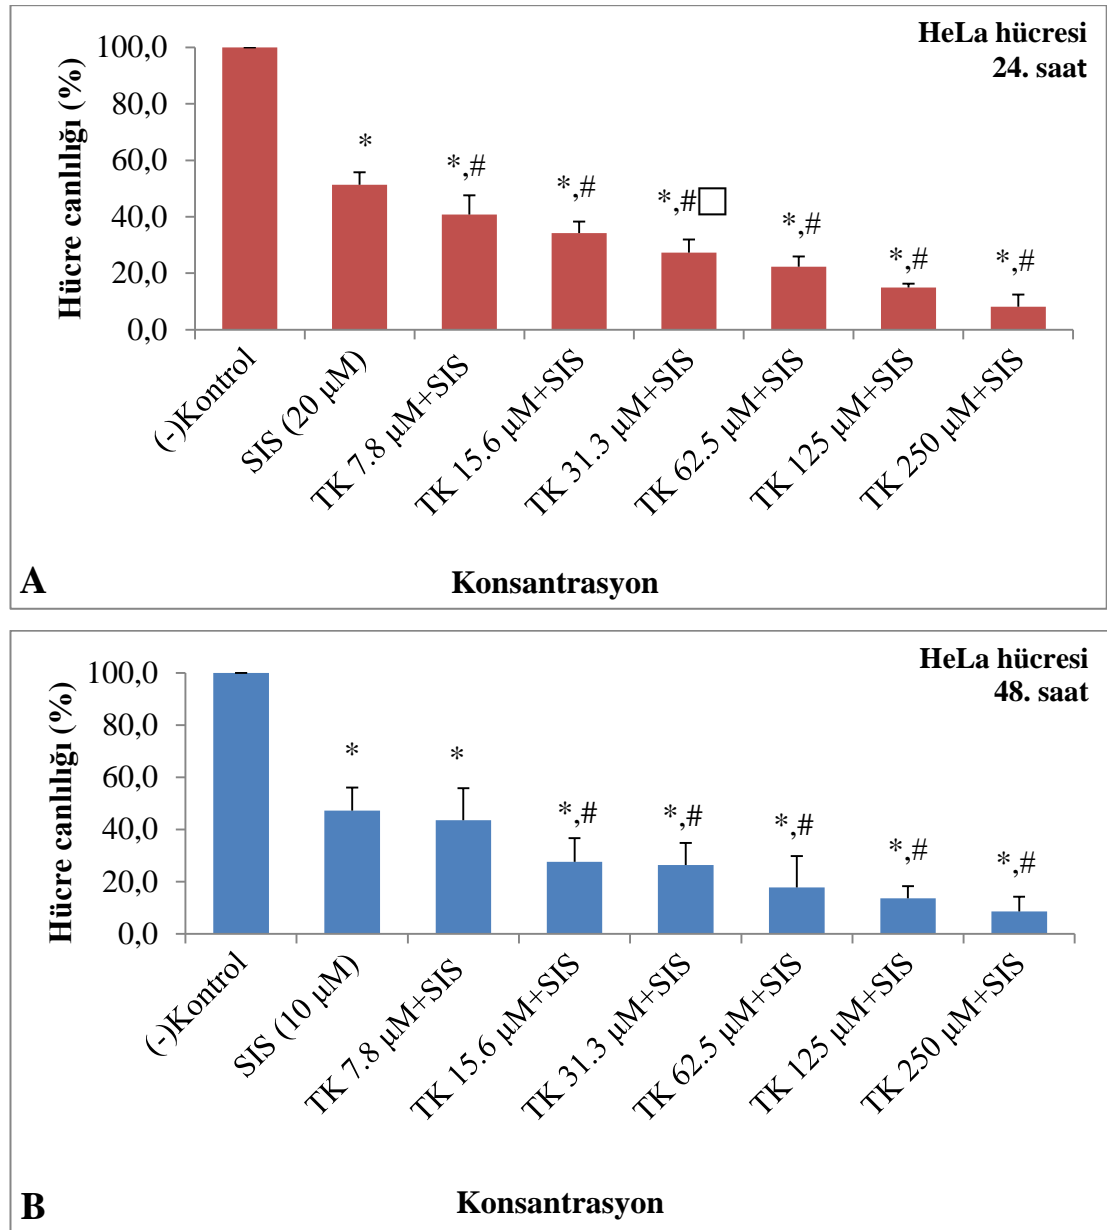 HeLa hücresi
24. saat
Hücre canlılığı (%)
100,0
80,0
60,0
40,0
20,0
0,0
*
*,#
*,#
*,#□
*,#
*,#
*,#
(-)Kontrol
SIS (20 µM)
TK 7.8 µM+SIS
TK 15.6 µM+SIS
TK 31.3 µM+SIS
TK 62.5 µM+SIS
TK 125 µM+SIS
TK 250 µM+SIS
A
Konsantrasyon
HeLa hücresi
48. saat
Hücre canlılığı (%)
100,0
80,0
60,0
40,0
20,0
0,0
*
*
*,#
*,#
*,#
*,#
*,#
(-)Kontrol
SIS (10 µM)
TK 7.8 µM+SIS
TK 15.6 µM+SIS
TK 31.3 µM+SIS
TK 62.5 µM+SIS
TK 125 µM+SIS
TK 250 µM+SIS
B
Konsantrasyon